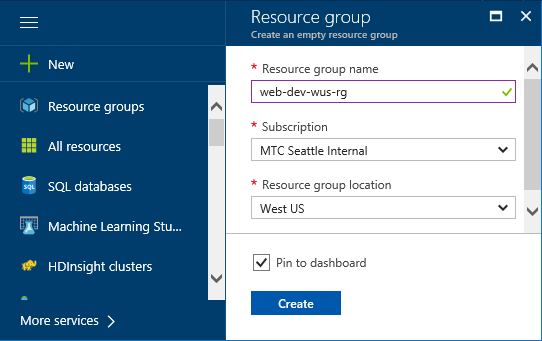 New
Resource groups
All resources
SQL
SQL databases
Machine Learning Stu...
HDInsight clusters
More services
Resource group
Create an empty resource group
* Resource group name
web-dev-wus-rg
* Subscription
MTC Seattle Internal
* Resource group location
West US
Pin to dashboard
Create